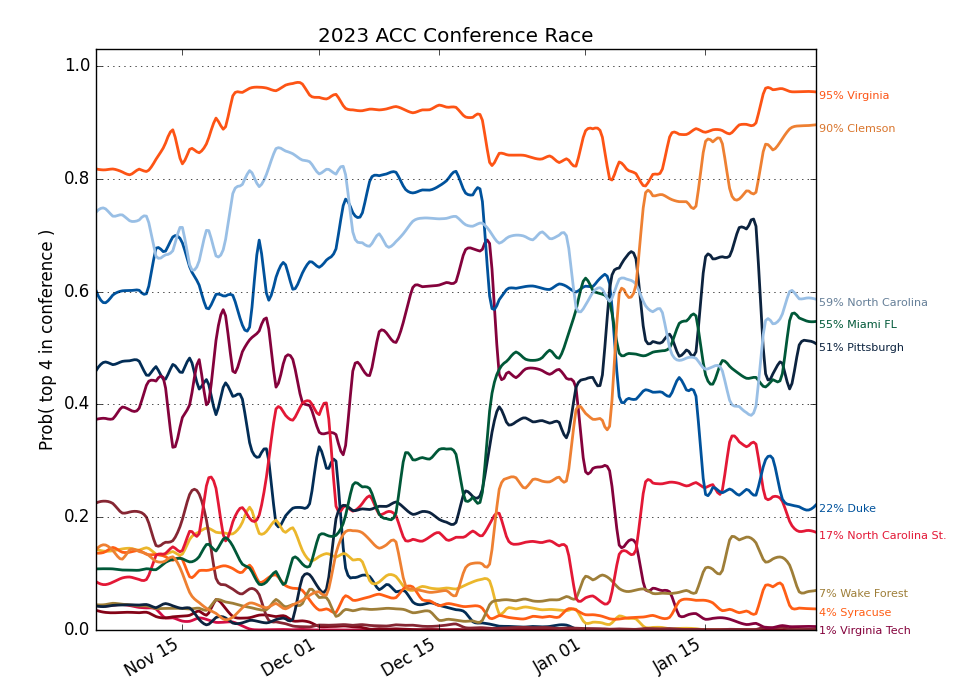 2023 ACC Conference Race
Prob( top 4 in conference )
1.0
0.8
0.6
0.4
0.2
0.0
Nov 15
Dec 01
Dec 15
Jan 01
Jan 15
95% Virginia
90% Clemson
59% North Carolina
55% Miami FL
51% Pittsburgh
22% Duke
17% North Carolina St.
7% Wake Forest
4% Syracuse
1% Virginia Tech